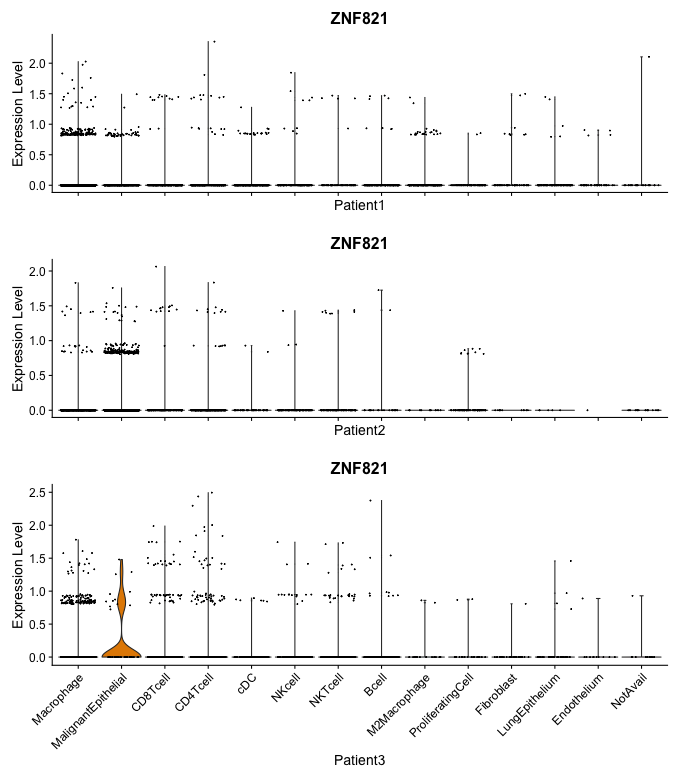 ZNF821
Expression Level
2.0
1.5
1.0
0.5
0.0
Patient1
ZNF821
Expression Level
2.0
1.5
1.0
0.5
0.0
Patient2
ZNF821
Expression Level
2.5
2.0
1.5
1.0
0.5
0.0
Macrophage
MalignantEpithelial
CD8Tcell
CD4Tcell
cDC
NKcell
NKTcell
Bcell
M2Macrophage
ProliferatingCell
Fibroblast
LungEpithelium
Endothelium
NotAvail
Patient3